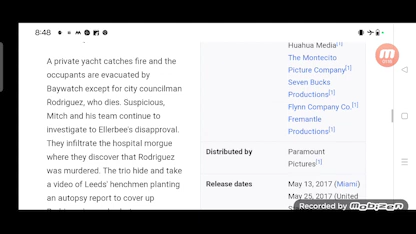 8:48
A private yacht catches fire and the
occupants are evacuated by
Baywatch except for city councilman
Rodriguez, who dies. Suspicious,
Mitch and his team continue to
investigate to Ellerbee's disapproval.
They infiltrate the hospital morgue
where they discover that Rodriguez
was murdered. The trio hide and take
a video of Leeds' henchmen planting
an autopsy report to cover up
Huahua Media[1]
The Montecito
Picture Company[1]
Seven Bucks
Productions[1]
Flynn Company Co.[1]
Fremantle
Productions[1]
Distributed by
Paramount
Pictures[1]
Release dates
May 13, 2017 (Miami)
May 25, 2017 (United
Recorded by Mobizen